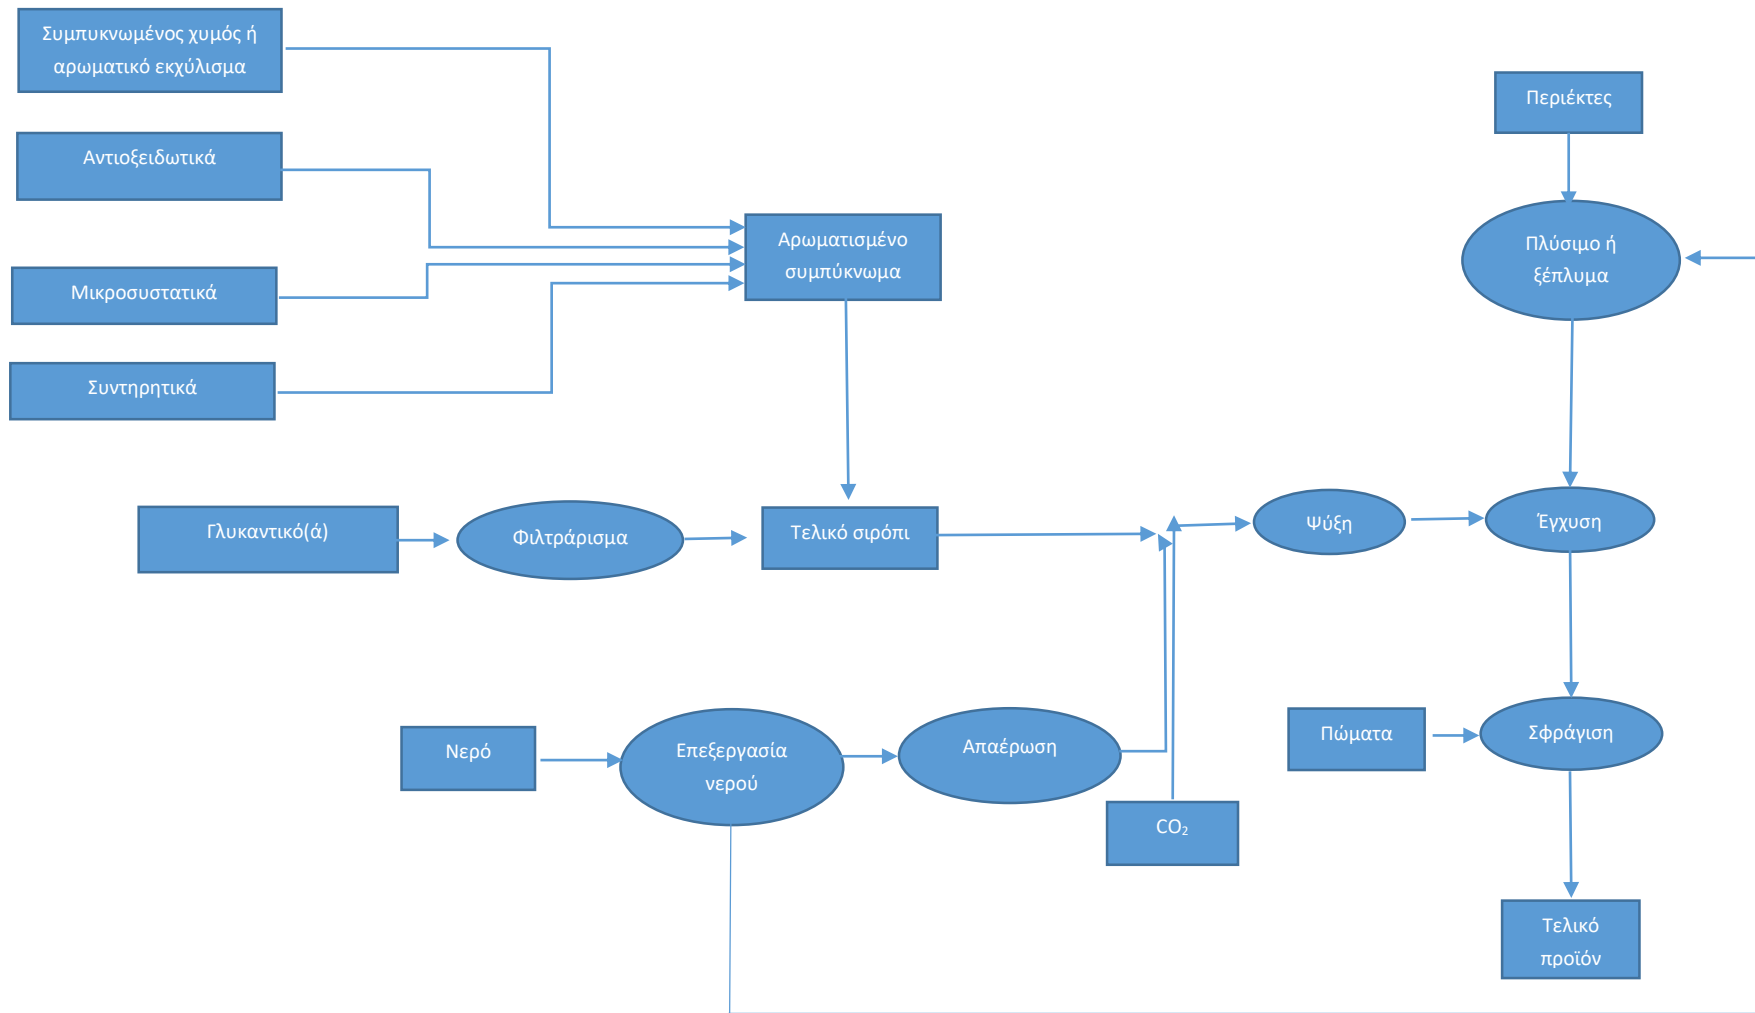 Συμπυκνωμένος χυμός ή
αρωματικό εκχύλισμα
Αντιοξειδωτικά
Μικροσυστατικά
Συντηρητικά
Αρωματισμένο
συμπύκνωμα
Περιέκτες
Πλύσιμο ή
ξέπλυμα
Γλυκαντικό(ά)
Φιλτράρισμα
Τελικό σιρόπι
Ψύξη
Έγχυση
Νερό
Επεξεργασία
νερού
Απαέρωση
CO₂
Πώματα
Σφράγιση
Τελικό
προϊόν